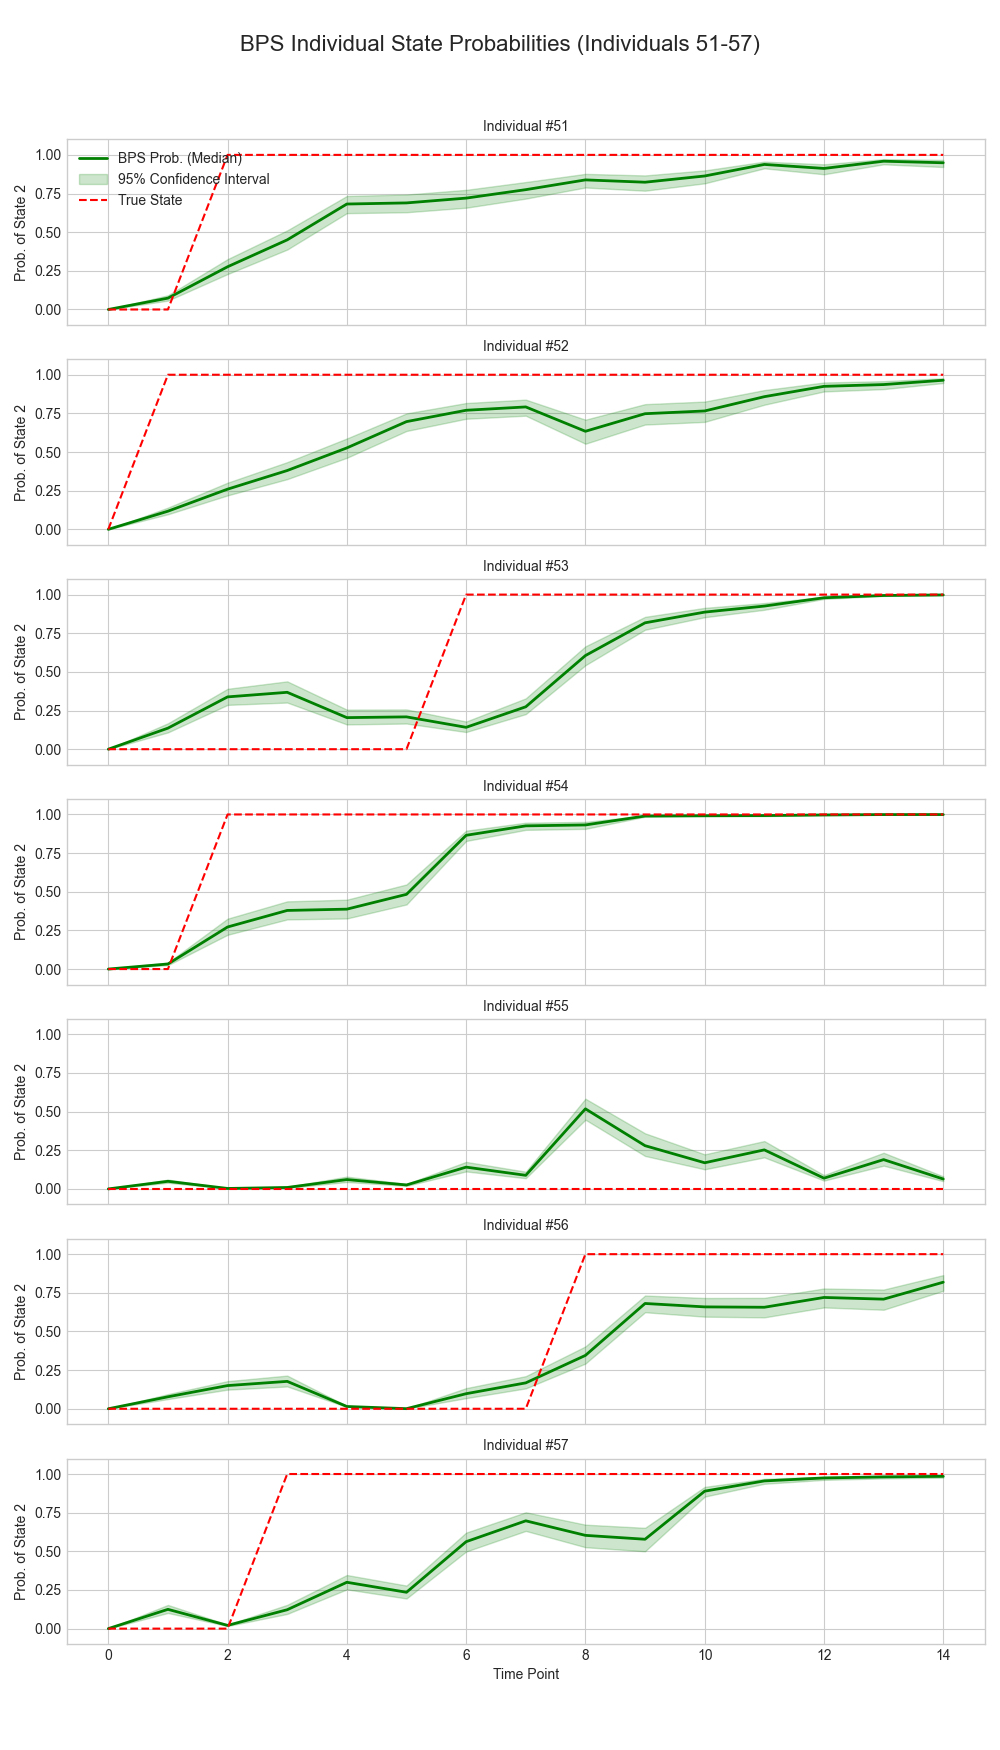 BPS Individual State Probabilities (Individuals 51-57)
Individual #51
BPS Prob. (Median)
95% Confidence Interval
True State
Prob. of State 2
1.00
0.75
0.50
0.25
0.00
Individual #52
Prob. of State 2
1.00
0.75
0.50
0.25
0.00
Individual #53
Prob. of State 2
1.00
0.75
0.50
0.25
0.00
Individual #54
Prob. of State 2
1.00
0.75
0.50
0.25
0.00
Individual #55
Prob. of State 2
1.00
0.75
0.50
0.25
0.00
Individual #56
Prob. of State 2
1.00
0.75
0.50
0.25
0.00
Individual #57
Prob. of State 2
1.00
0.75
0.50
0.25
0.00
0 2 4 6 8 10 12 14
Time Point